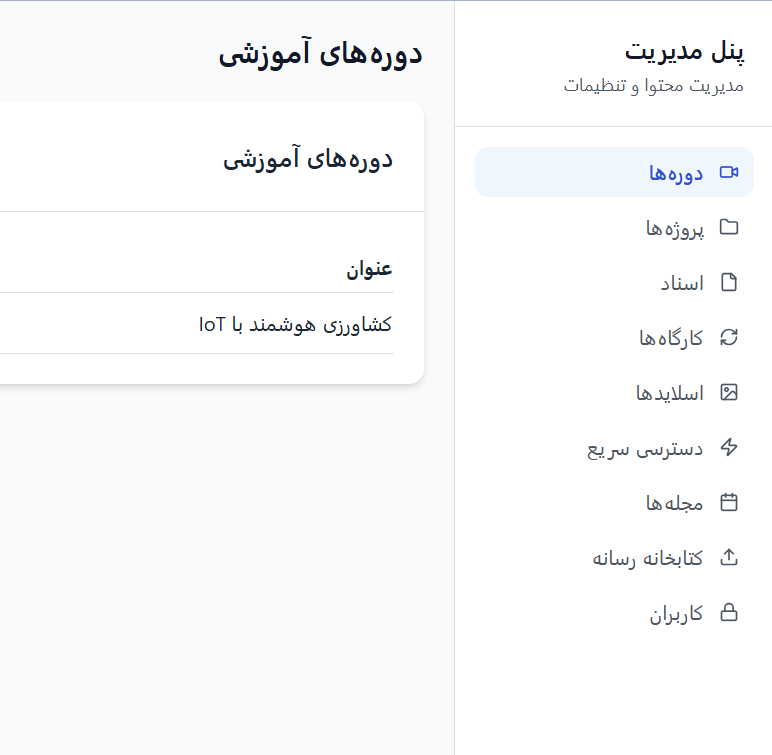 پنل مدیریت
مدیریت محتوا و تنظیمات
دوره‌ها
پروژه‌ها
اسناد
کارگاه‌ها
اسلایدها
دسترسی سریع
مجله‌ها
کتابخانه رسانه
کاربران
دوره‌های آموزشی
دوره‌های آموزشی
عنوان
کشاورزی هوشمند با IoT